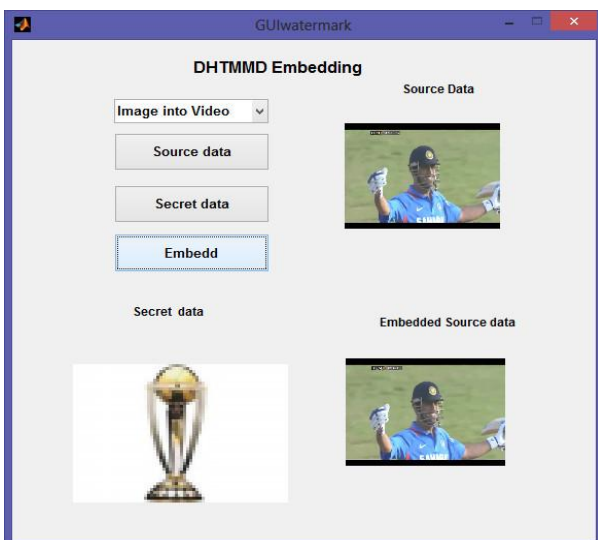 GUIwatermark
DHTMMD Embedding
Image into Video
Source data
Secret data
Embedd
Source Data
Secret data
Embedded Source data